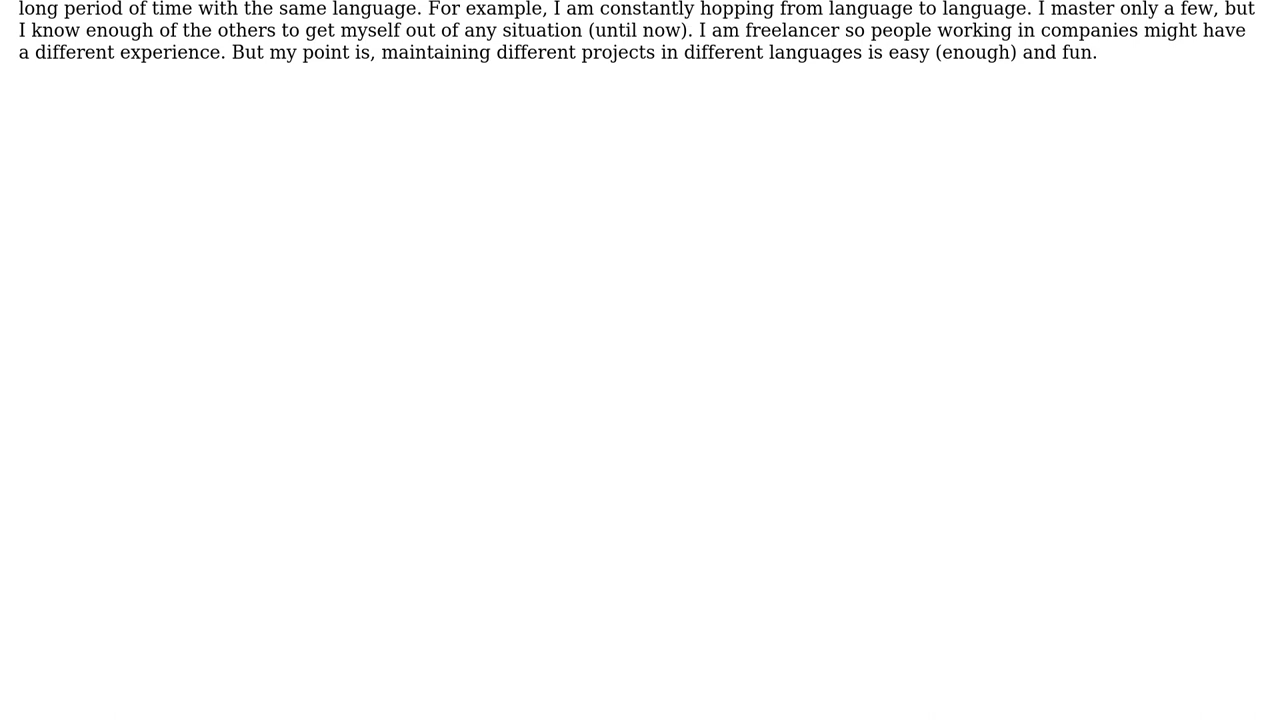 long period of time with the same language. For example, I am constantly hopping from language to language. I master only a few, but
I know enough of the others to get myself out of any situation (until now). I am freelancer so people working in companies might have
a different experience. But my point is, maintaining different projects in different languages is easy (enough) and fun.